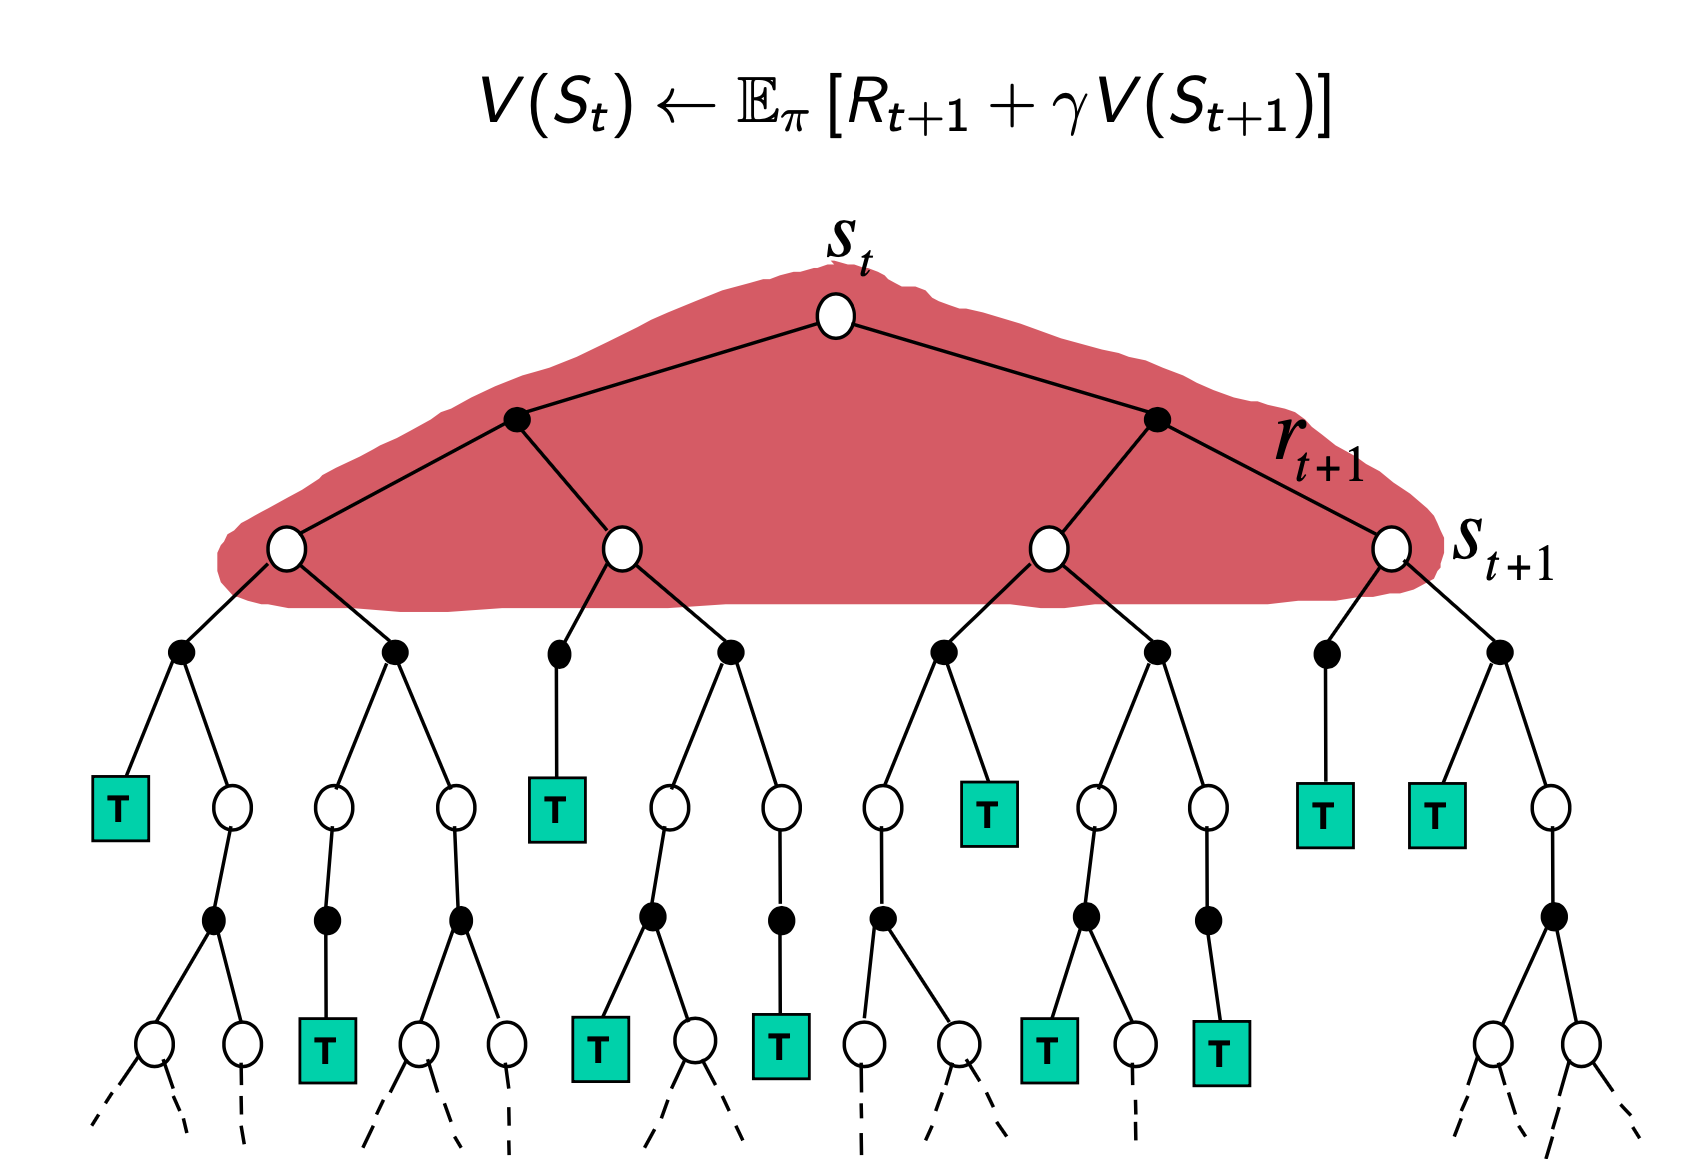 V(S_t) ← 𝔼_π [R_{t+1} + γV(S_{t+1})]
s_t
r_{t+1}
s_{t+1}
T T T T T
T T T T T